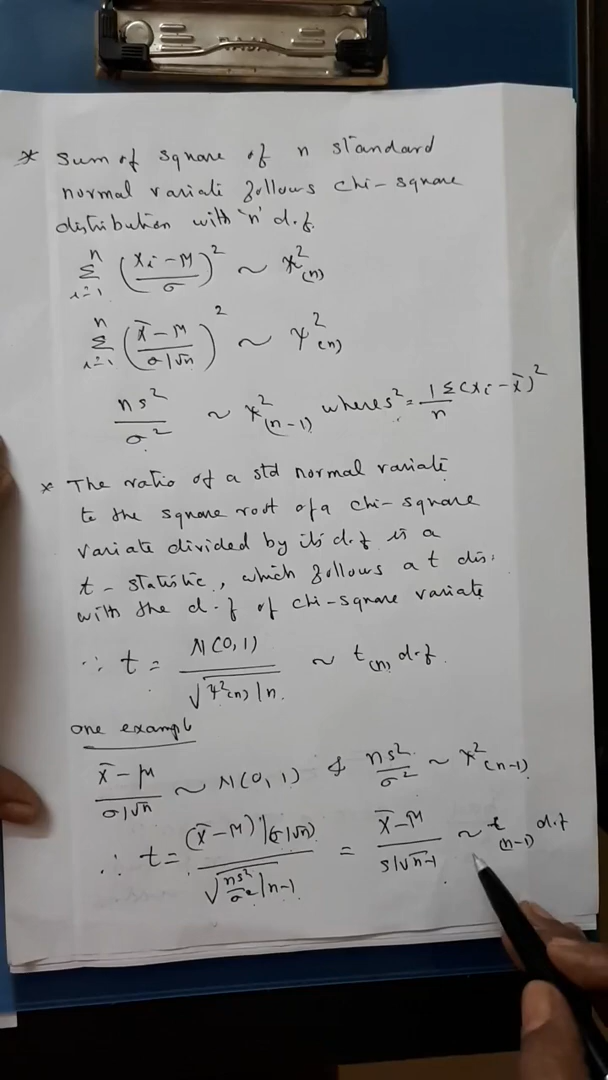 * Sum of square of n standard
normal variate follows chi-square
distribution with 'n' d.f.
n Σ i=1 ((xi - μ)/σ)² ~ χ²(n)
n Σ i=1 ((x̄ - μ)/σ/√n)² ~ χ²(n)
ns²/σ² ~ χ²(n-1) where s² = 1/n Σ(xi - x̄)²
* The ratio of a std normal variate
to the square root of a chi-square
variate divided by its d.f is a
t-statistic, which follows a t dis.
with the d.f of chi-square variate
∴ t = N(0,1)/√(χ²(n)/n) ~ t(n) d.f.
one example
(x̄ - μ)/(σ/√n) ~ N(0,1) & ns²/σ² ~ χ²(n-1)
∴ t = ((x̄ - μ)/(σ/√n))/√(ns²/σ²/n-1) = (x̄ - μ)/(s/√n-1) ~ t(n-1) d.f